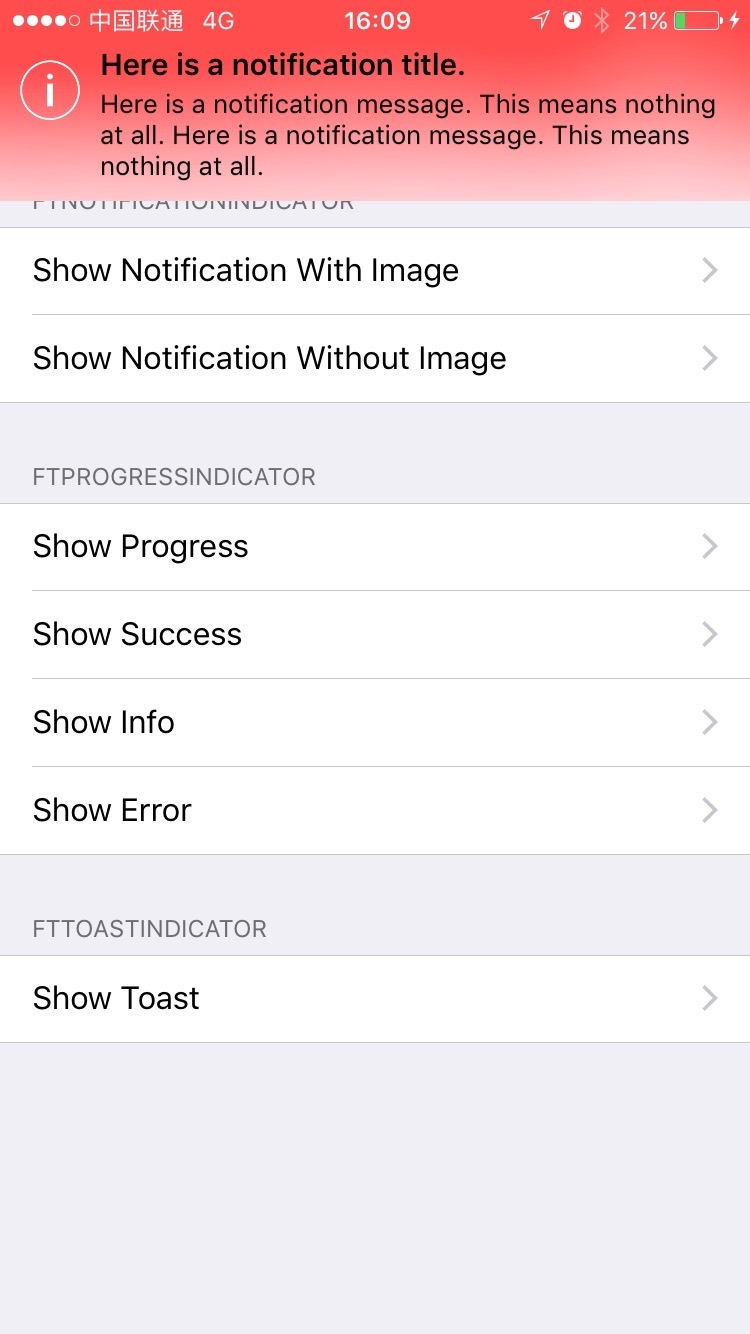 中国联通 4G 16:09 21%
Here is a notification title.
Here is a notification message. This means nothing
at all. Here is a notification message. This means
nothing at all.
FTNOTIFICATIONINDICATOR
Show Notification With Image
Show Notification Without Image
FTPROGRESSINDICATOR
Show Progress
Show Success
Show Info
Show Error
FTTOASTINDICATOR
Show Toast